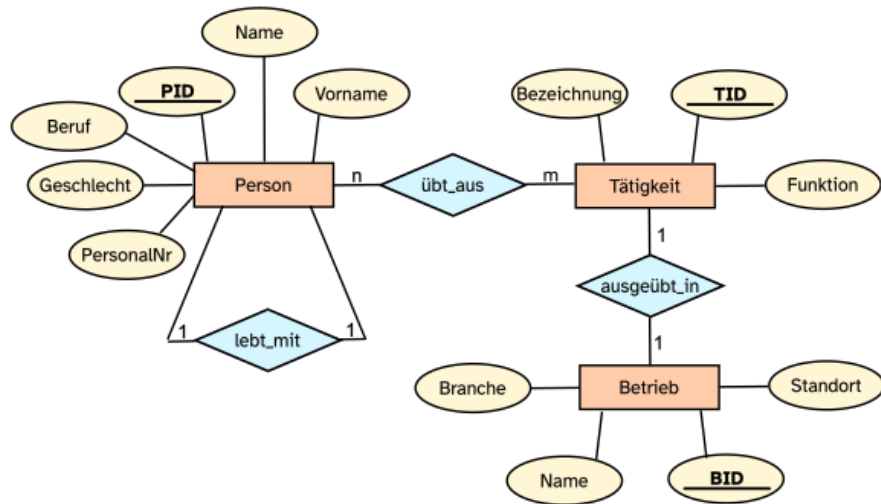 Name
PID
Vorname
Bezeichnung
TID
Beruf
Geschlecht
Person
n
übt_aus
m
Tätigkeit
Funktion
PersonalNr
1
ausgeübt_in
1
lebt_mit
1
1
Branche
Betrieb
Standort
Name
BID